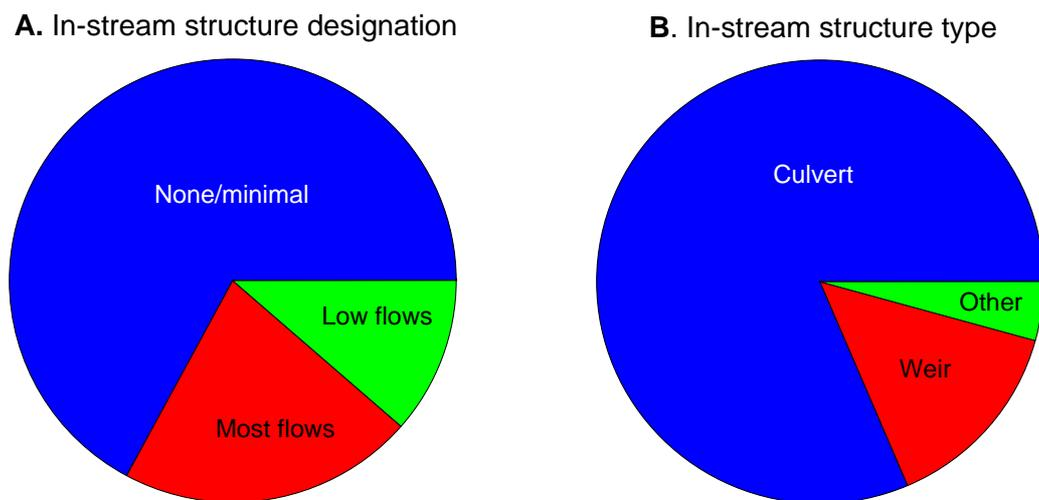 A. In-stream structure designation
None/minimal
Low flows
Most flows
B. In-stream structure type
Culvert
Other
Weir